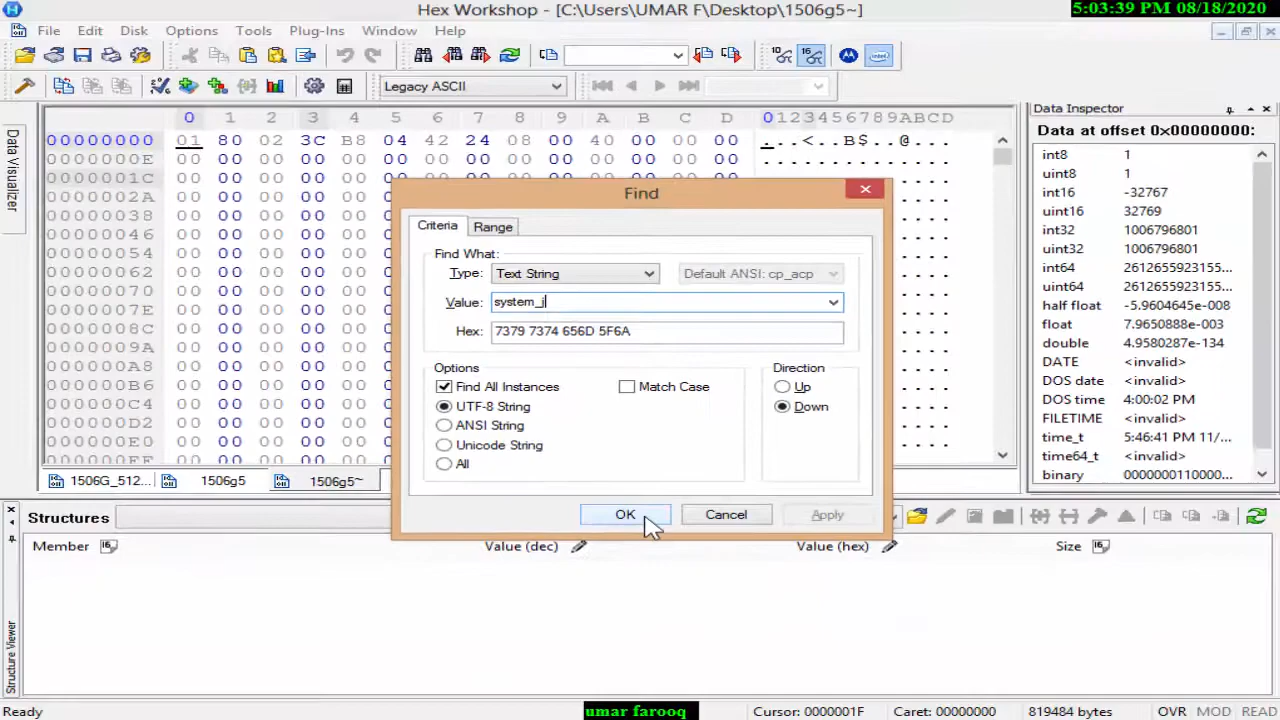 Hex Workshop - [C:\Users\UMAR F\Desktop\1506g5~]
5:03:39 PM 08/18/2020
File Edit Disk Options Tools Plug-Ins Window Help
Legacy ASCII
0 1 2 3 4 5 6 7 8 9 A B C D 0123456789ABCD
00000000 01 80 02 3C B8 04 42 24 08 00 40 00 00 00 . . . < . . B $ . . @ . . .
0000000E 00 00 00 00 00 00 00 00 00 00 00 00 00 00 . . . . . . . . . . . . . .
0000001C 00 00 00 00 00
0000002A 00 00 00 00 00
00000038 00 00 00 00 00
00000046 00 00 00 00 00
00000054 00 00 00 00 00
00000062 00 00 00 00 00
00000070 00 00 00 00 00
0000007E 00 00 00 00 00
0000008C 00 00 00 00 00
0000009A 00 00 00 00 00
000000A8 00 00 00 00 00
000000B6 00 00 00 00 00
000000C4 00 00 00 00 00
000000D2 00 00 00 00 00
000000E0 00 00 00 00 00
000000EE 00 00 00 00 00
Data Visualizer
Find
Criteria Range
Find What:
Type: Text String Default ANSI: cp_acp
Value: system_j
Hex: 7379 7374 656D 5F6A
Options
Find All Instances Match Case
UTF-8 String
ANSI String
Unicode String
All
Direction
Up
Down
OK Cancel Apply
Data Inspector
Data at offset 0x00000000:
int8 1
uint8 1
int16 -32767
uint16 32769
int32 1006796801
uint32 1006796801
int64 2612655923155...
uint64 2612655923155...
half float -5.9604645e-008
float 7.9650888e-003
double 4.9580287e-134
DATE <invalid>
DOS date <invalid>
DOS time 4:00:02 PM
FILETIME <invalid>
time_t 5:46:41 PM 11/...
time64_t <invalid>
binary 0000000110000...
1506G_512... 1506g5 1506g5~
Structures
Member Value (dec) Value (hex) Size
Structure Viewer
Ready
umar farooq
Cursor: 0000001F Caret: 00000000 819484 bytes OVR MOD READ